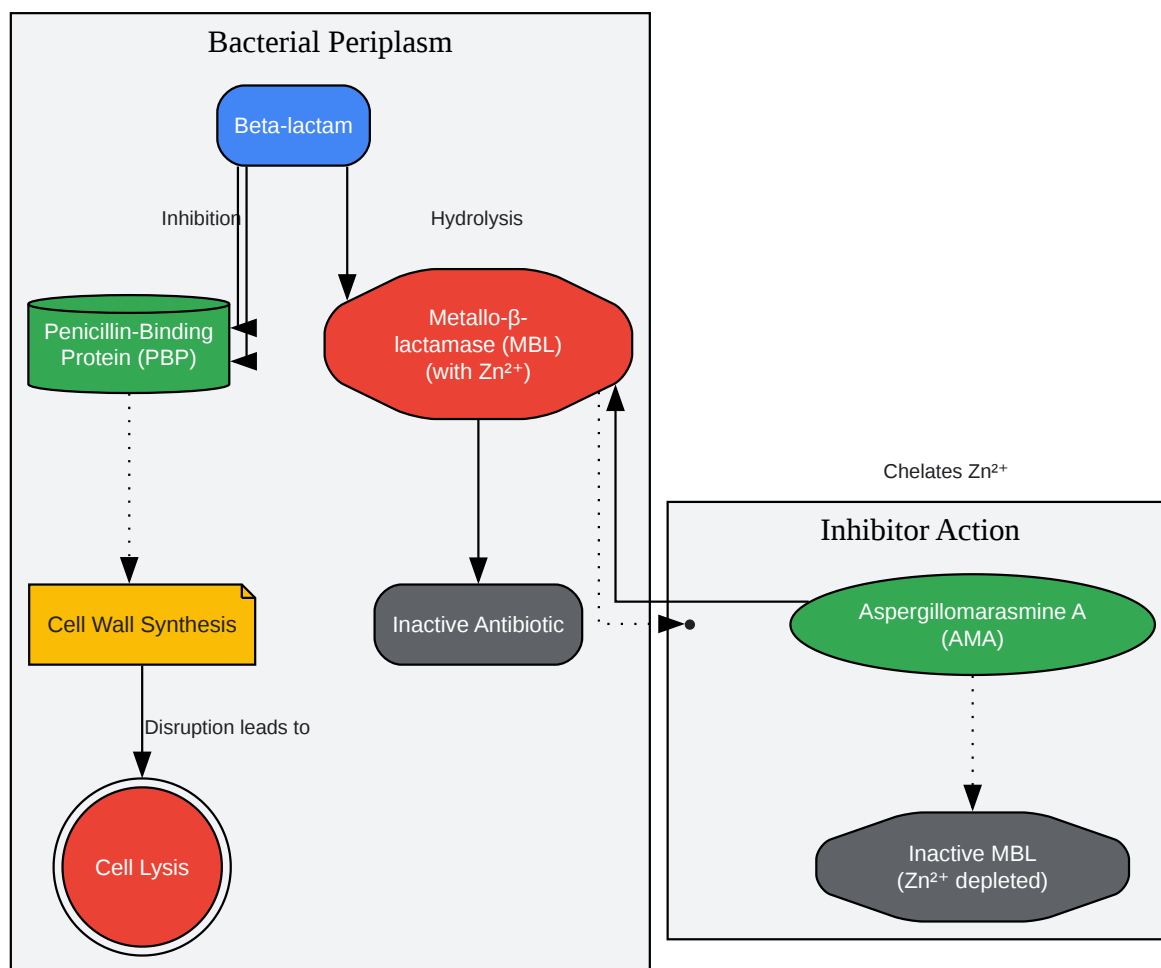 Bacterial Periplasm
Beta-lactam
Inhibition
Hydrolysis
Penicillin-Binding
Protein (PBP)
Metallo-β-
lactamase (MBL)
(with Zn²⁺)
Chelates Zn²⁺
Inhibitor Action
Cell Wall Synthesis
Inactive Antibiotic
Aspergillomarasmine A
(AMA)
Disruption leads to
Cell Lysis
Inactive MBL
(Zn²⁺ depleted)